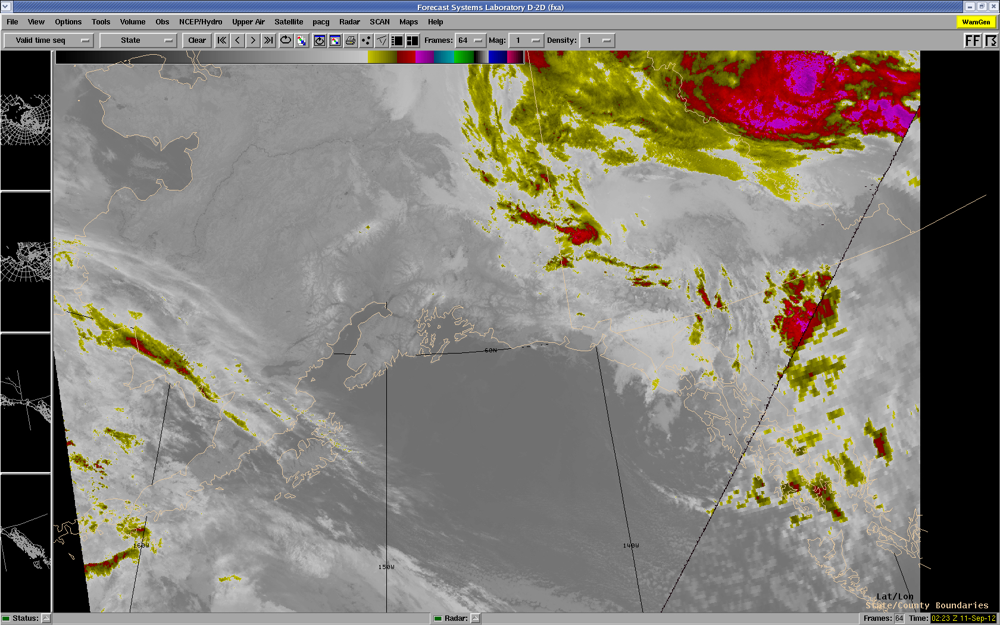 Forecast Systems Laboratory D-2D (fxa)
File View Options Tools Volume Obs NCEP/Hydro Upper Air Satellite pacg Radar SCAN Maps Help WarnGen
Valid time seq State Clear Frames: 64 Mag: 1 Density: 1 FF
60N
160W
140W
150W
Lat/Lon
State/County Boundaries
Status: Radar: Frames: 64 Time: 02:23 Z 11-Sep-12